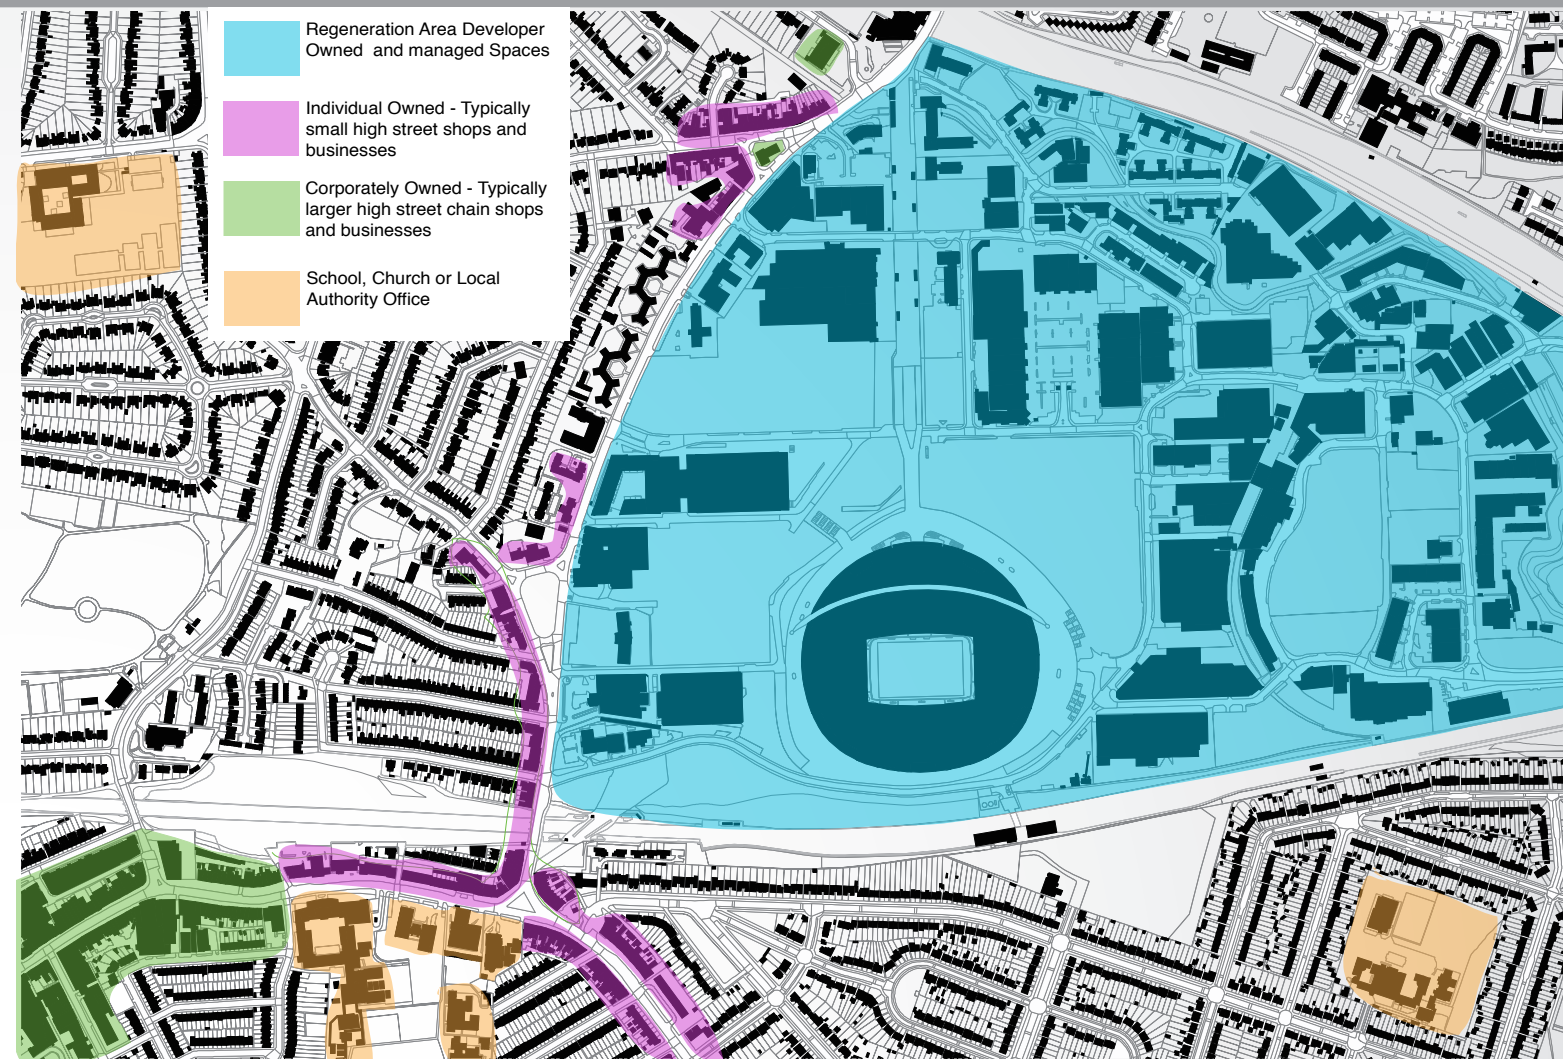 Regeneration Area Developer
Owned and managed Spaces
Individual Owned - Typically
small high street shops and
businesses
Corporately Owned - Typically
larger high street chain shops
and businesses
School, Church or Local
Authority Office